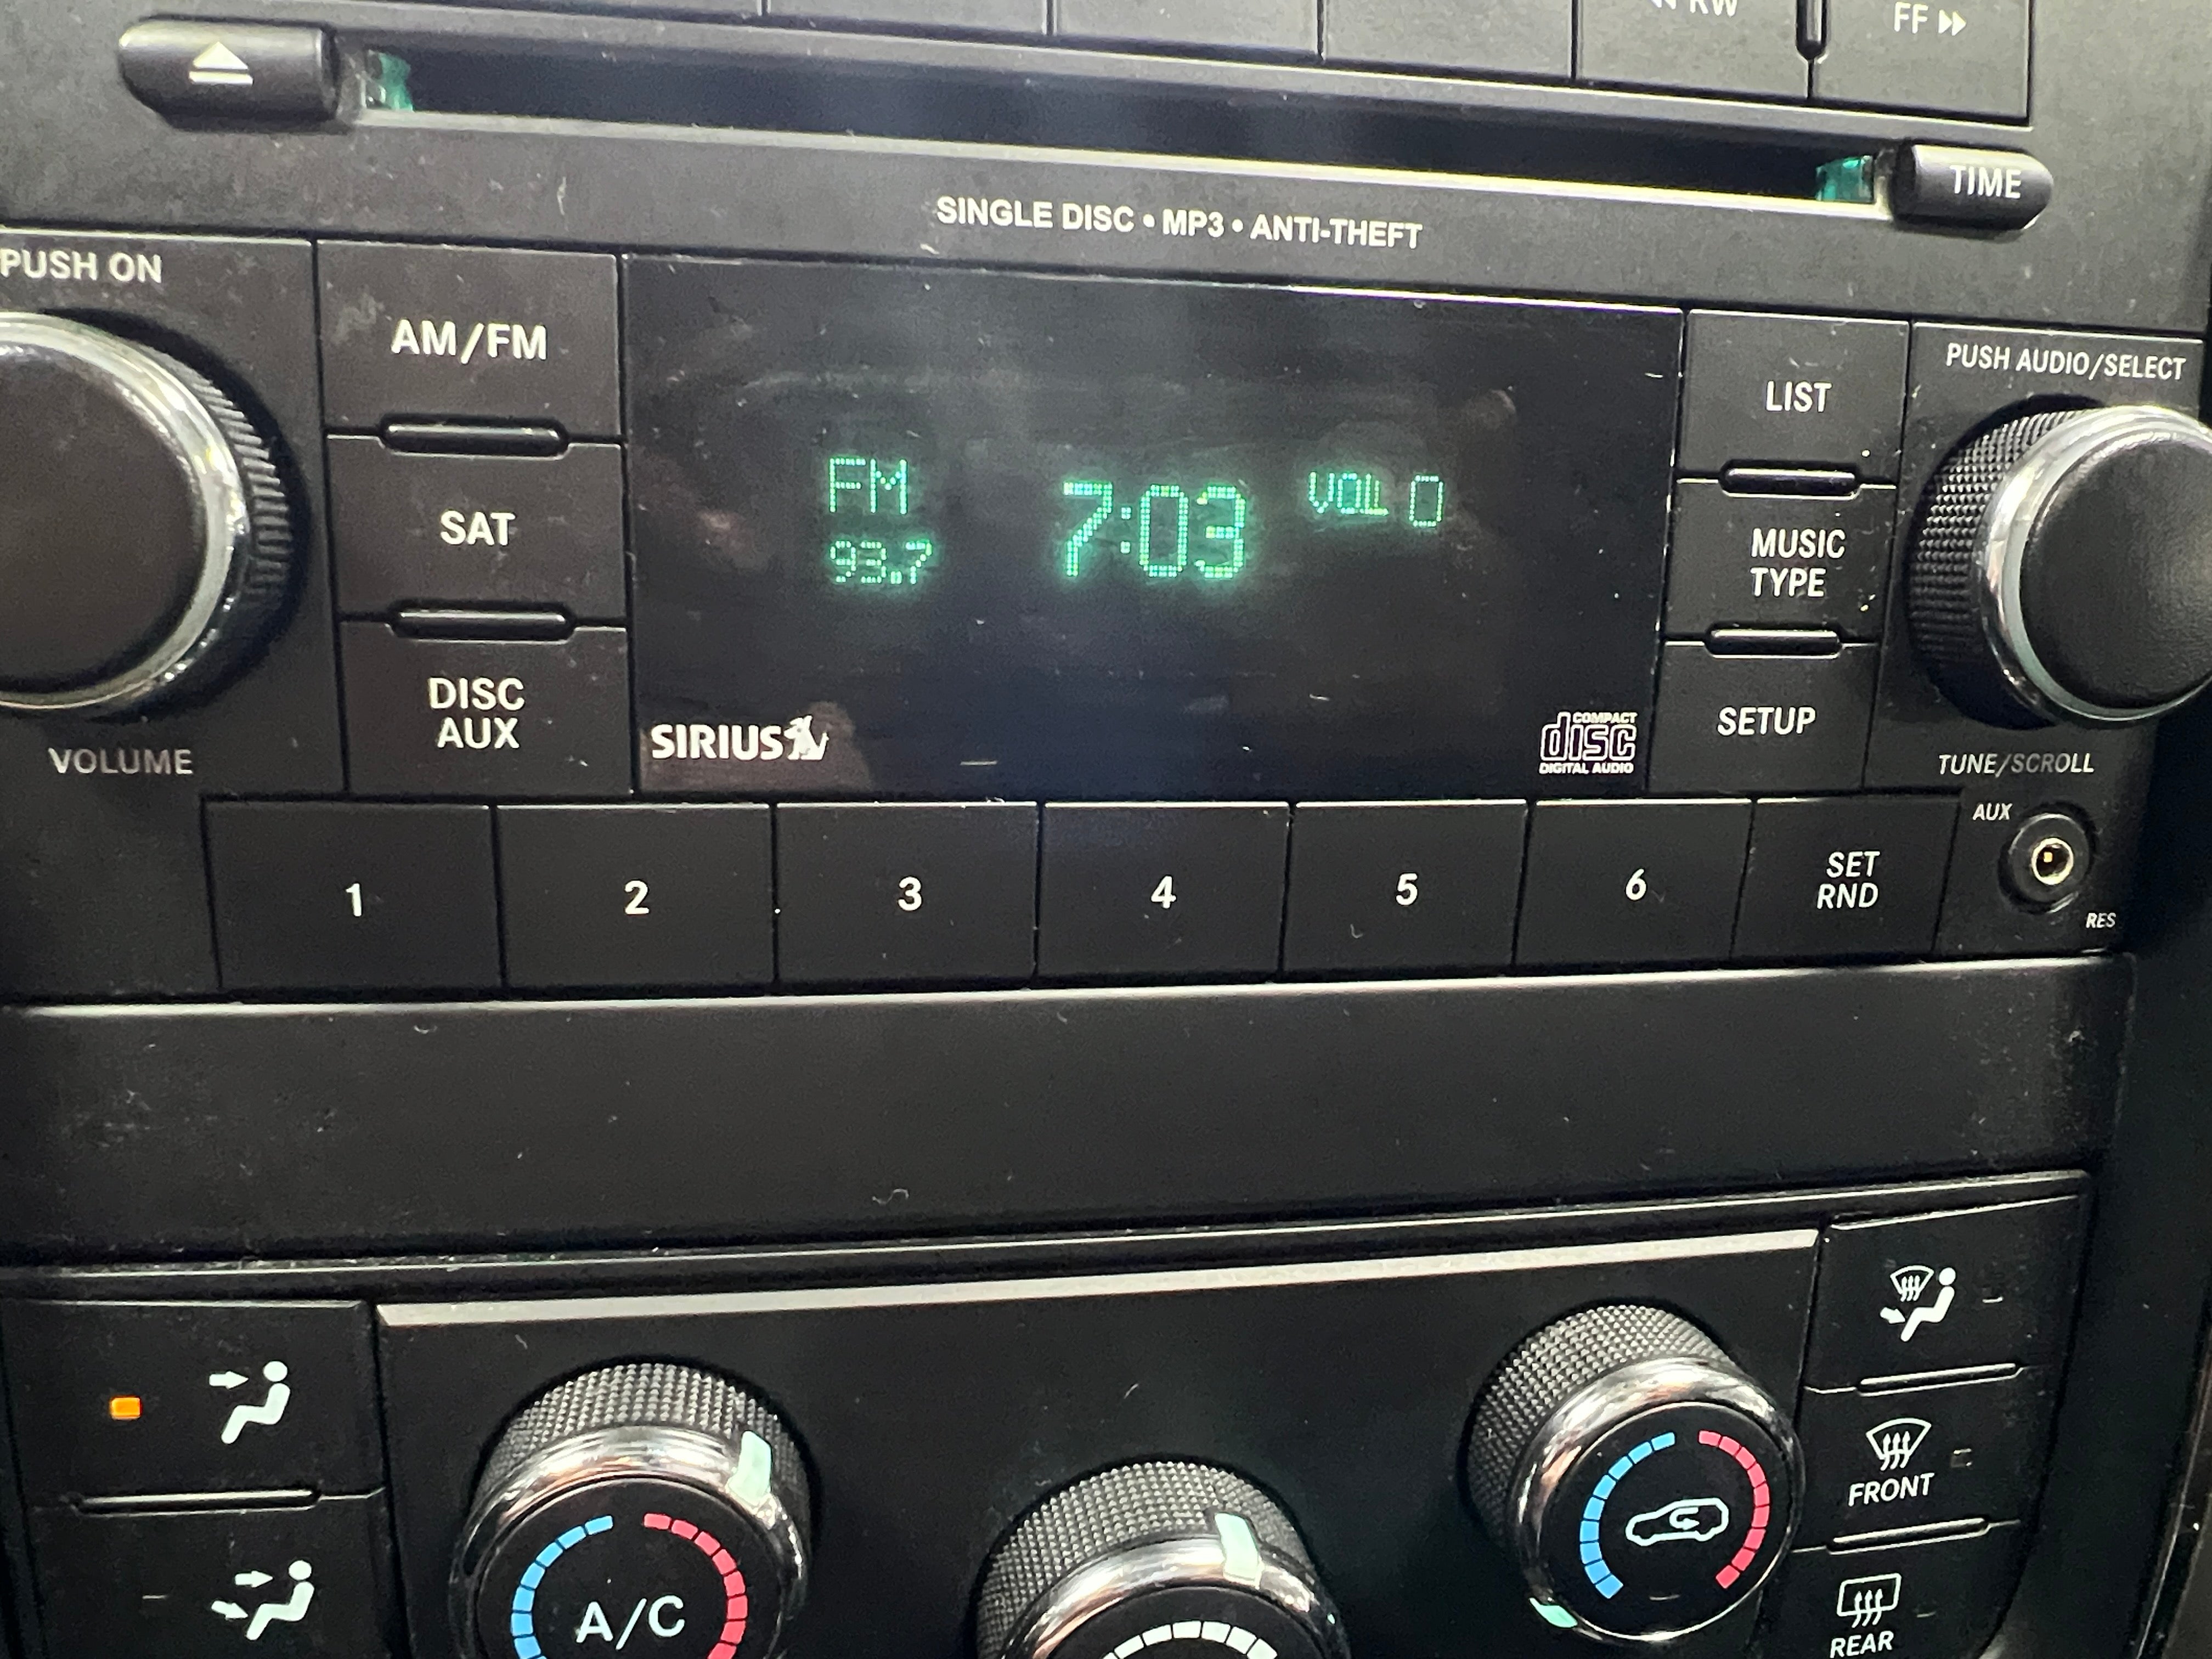 RW
FF
TIME
SINGLE DISC • MP3 • ANTI-THEFT
PUSH ON
AM/FM
SAT
DISC
AUX
VOLUME
FM
93.7
7:03
VOL 0
SIRIUS
COMPACT
disc
DIGITAL AUDIO
LIST
MUSIC
TYPE
SETUP
PUSH AUDIO/SELECT
TUNE/SCROLL
1
2
3
4
5
6
SET
RND
AUX
RES
A/C
FRONT
REAR